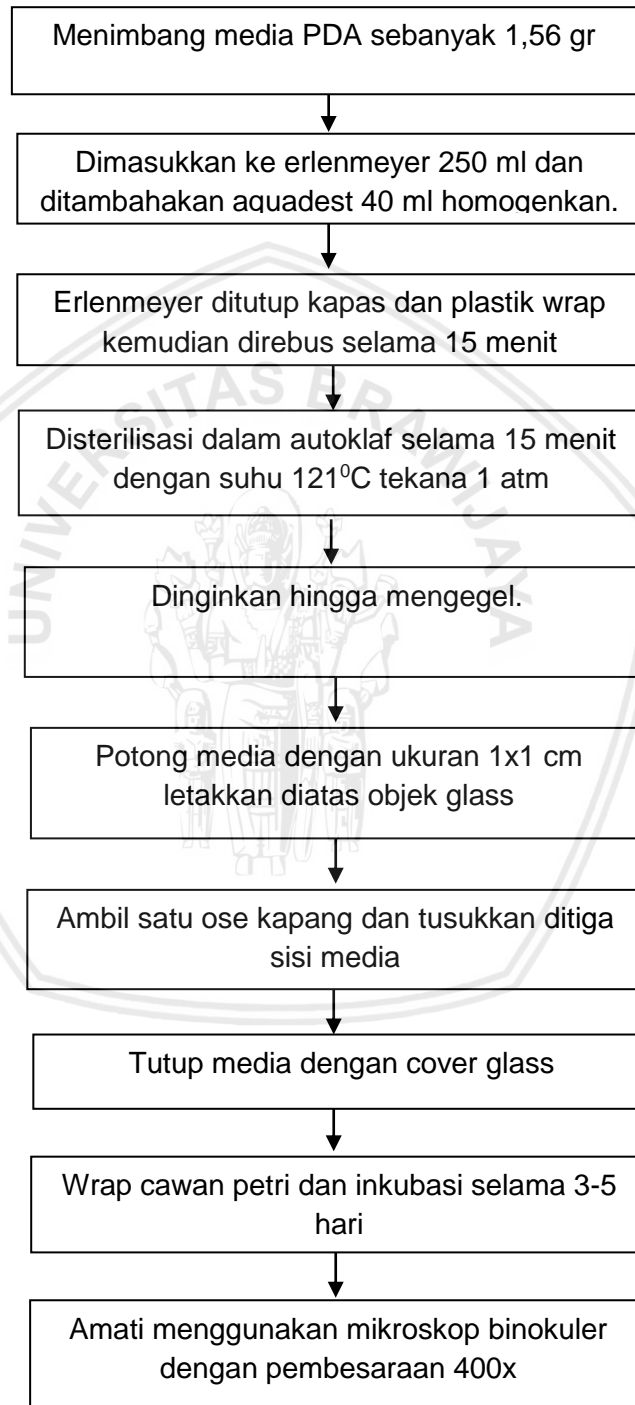 Menimbang media PDA sebanyak 1,56 gr
Dimasukkan ke erlenmeyer 250 ml dan
ditambahakan aquadest 40 ml homogenkan.
Erlenmeyer ditutup kapas dan plastik wrap
kemudian direbus selama 15 menit
Disterilisasi dalam autoklaf selama 15 menit
dengan suhu 121⁰C tekana 1 atm
Dinginkan hingga mengegel.
Potong media dengan ukuran 1x1 cm
letakkan diatas objek glass
Ambil satu ose kapang dan tusukkan ditiga
sisi media
Tutup media dengan cover glass
Wrap cawan petri dan inkubasi selama 3-5
hari
Amati menggunakan mikroskop binokuler
dengan pembesaraan 400x
UNIVERSITAS BRAWIJAYA